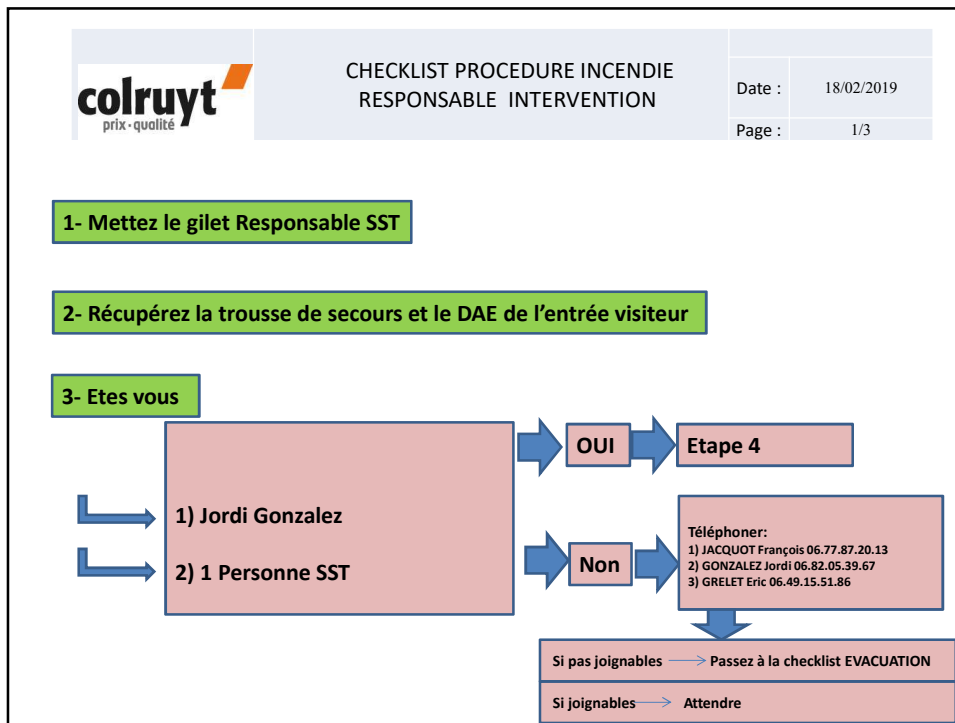 colruyt
prix · qualité
CHECKLIST PROCEDURE INCENDIE
RESPONSABLE INTERVENTION
Date : 18/02/2019
Page : 1/3
1- Mettez le gilet Responsable SST
2- Récupérez la trousse de secours et le DAE de l’entrée visiteur
3- Etes vous
1) Jordi Gonzalez
2) 1 Personne SST
OUI
Etape 4
Non
Téléphoner:
1) JACQUOT François 06.77.87.20.13
2) GONZALEZ Jordi 06.82.05.39.67
3) GRELET Eric 06.49.15.51.86
Si pas joignables Passez à la checklist EVACUATION
Si joignables Attendre